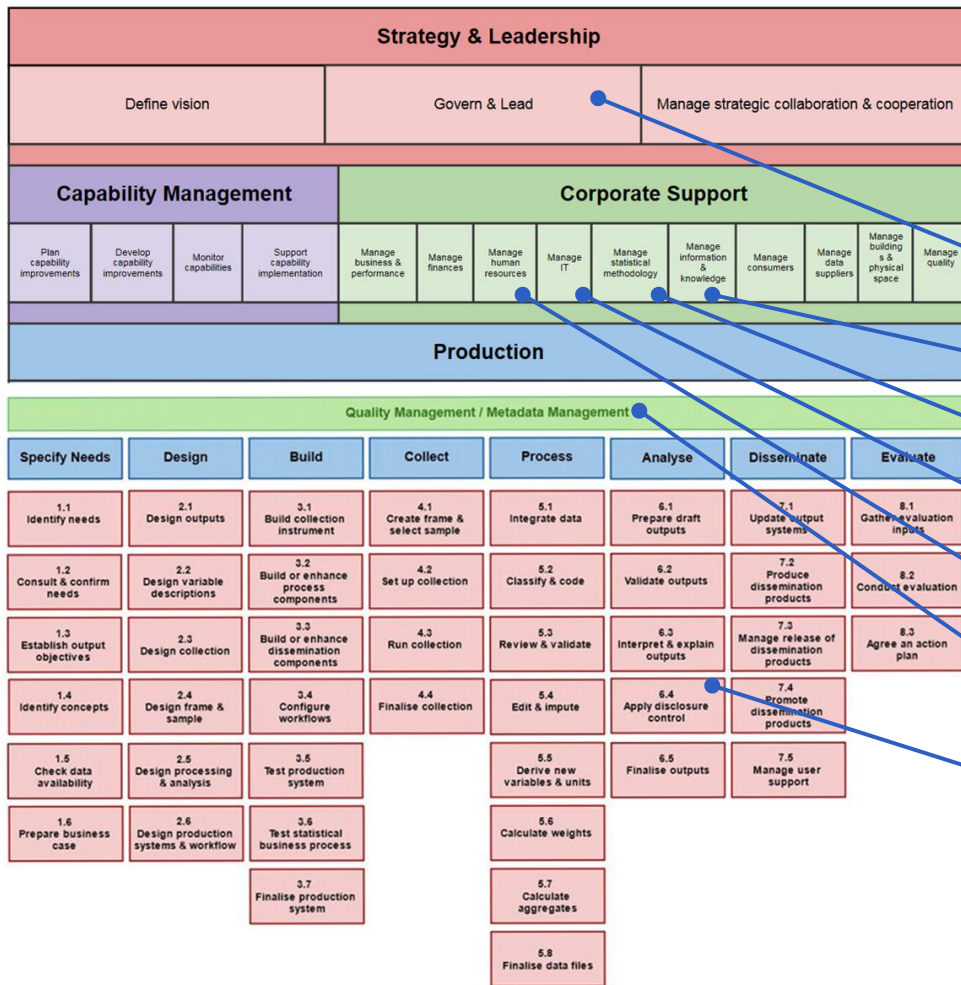 Strategy & Leadership
Define vision
Govern & Lead
Manage strategic collaboration & cooperation
Capability Management
Corporate Support
Plan
capability
improvements
Develop
capability
improvements
Monitor
capabilities
Support
capability
implementation
Manage
business &
performance
Manage
finances
Manage
human
resources
Manage
IT
Manage
statistical
methodology
Manage
information
&
knowledge
Manage
consumers
Manage
data
suppliers
Manage
building
s &
physical
space
Manage
quality
Production
Quality Management / Metadata Management
Specify Needs
Design
Build
Collect
Process
Analyse
Disseminate
Evaluate
1.1
Identify needs
1.2
Consult & confirm
needs
1.3
Establish output
objectives
1.4
Identify concepts
1.5
Check data
availability
1.6
Prepare business
case
2.1
Design outputs
2.2
Design variable
descriptions
2.3
Design collection
2.4
Design frame &
sample
2.5
Design processing
& analysis
2.6
Design production
systems & workflow
3.1
Build collection
instrument
3.2
Build or enhance
process
components
3.3
Build or enhance
dissemination
components
3.4
Configure
workflows
3.5
Test production
system
3.6
Test statistical
business process
3.7
Finalise production
system
4.1
Create frame &
select sample
4.2
Set up collection
4.3
Run collection
4.4
Finalise collection
5.1
Integrate data
5.2
Classify & code
5.3
Review & validate
5.4
Edit & impute
5.5
Derive new
variables & units
5.6
Calculate weights
5.7
Calculate
aggregates
5.8
Finalise data files
6.1
Prepare draft
outputs
6.2
Validate outputs
6.3
Interpret & explain
outputs
6.4
Apply disclosure
control
6.5
Finalise outputs
7.1
Update output
systems
7.2
Produce
dissemination
products
7.3
Manage release of
dissemination
products
7.4
Promote
dissemination
products
7.5
Manage user
support
8.1
Gather evaluation
inputs
8.2
Conduct evaluation
8.3
Agree an action
plan